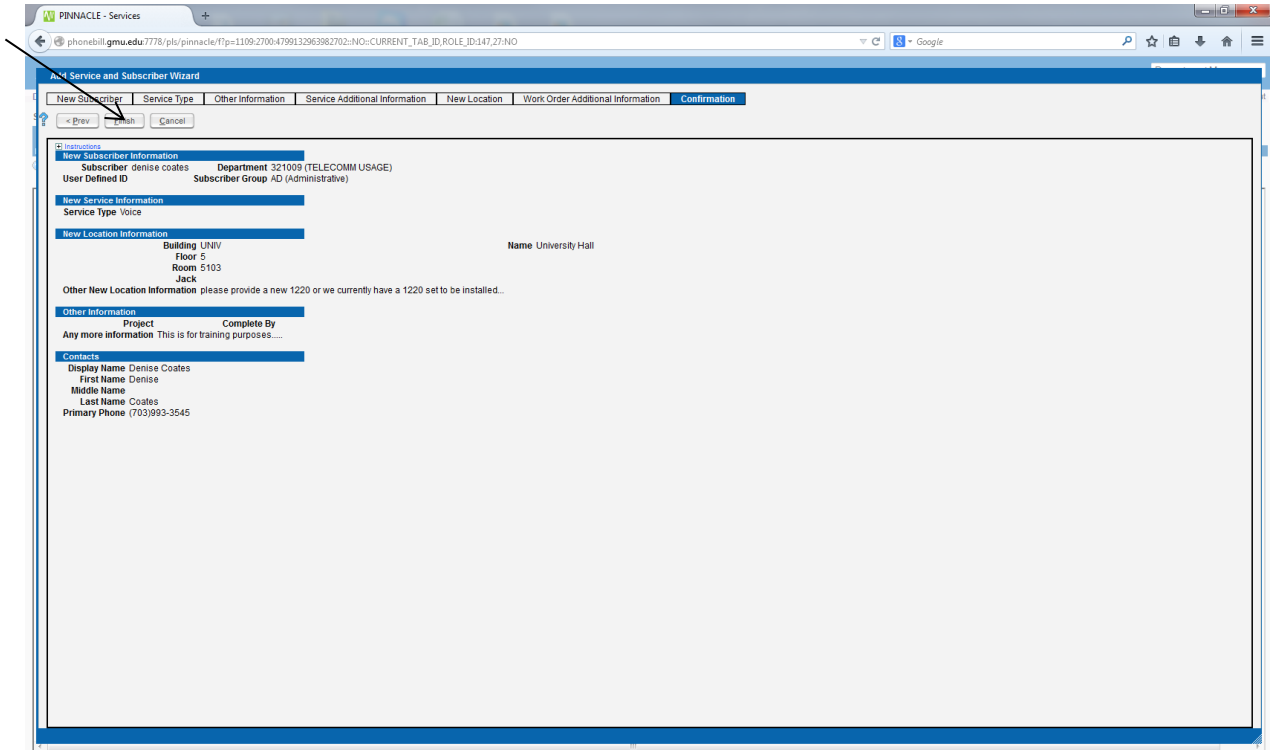 PINNACLE - Services
phonebill.gmu.edu:7778/pls/pinnacle/f?p=1109:2700:4799132963982702::NO::CURRENT_TAB_ID,ROLE_ID:147,27:NO
Google
Add Service and Subscriber Wizard
New Subscriber Service Type Other Information Service Additional Information New Location Work Order Additional Information Confirmation
< Prev Finish Cancel
Instructions
New Subscriber Information
Subscriber denise coates Department 321009 (TELECOMM USAGE)
User Defined ID Subscriber Group AD (Administrative)
New Service Information
Service Type Voice
New Location Information
Building UNIV Name University Hall
Floor 5
Room 5103
Jack
Other New Location Information please provide a new 1220 or we currently have a 1220 set to be installed...
Other Information
Project Complete By
Any more information This is for training purposes.....
Contacts
Display Name Denise Coates
First Name Denise
Middle Name
Last Name Coates
Primary Phone (703)993-3545